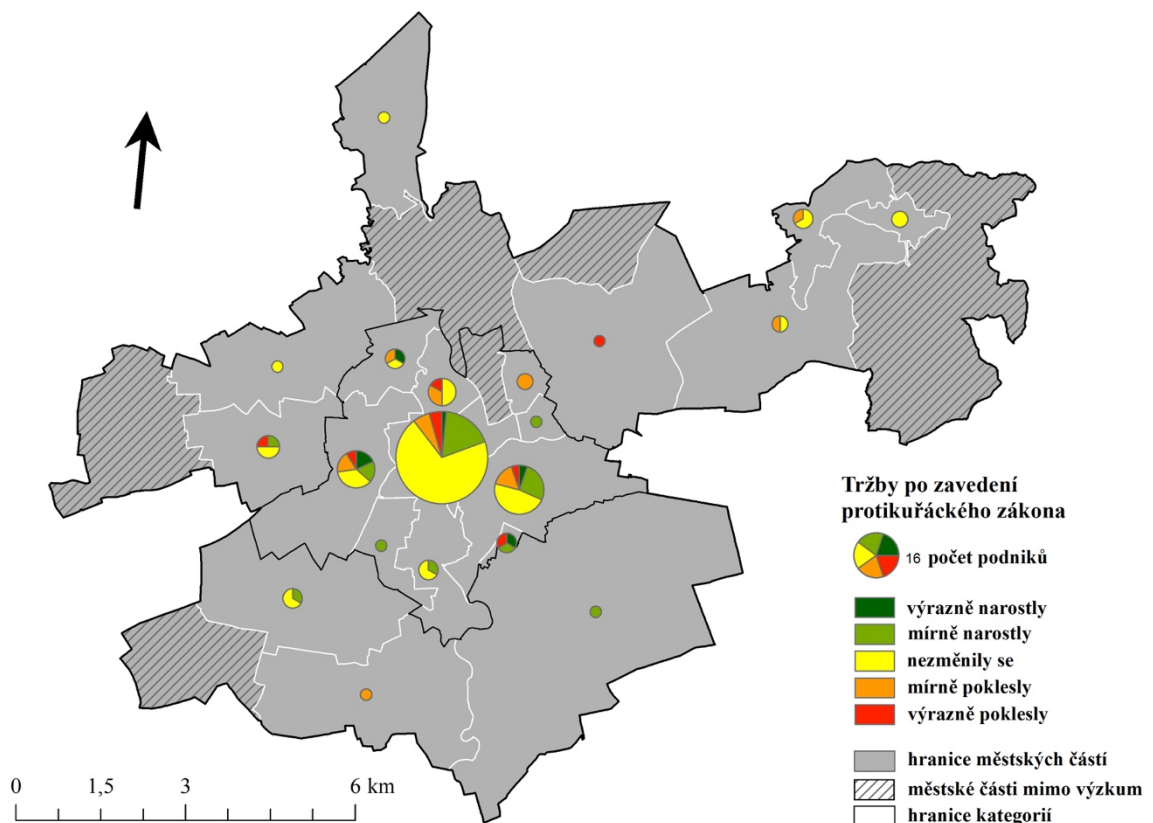 Tržby po zavedení
protikuřáckého zákona
16 počet podniků
výrazně narostly
mírně narostly
nezměnily se
mírně poklesly
výrazně poklesly
hranice městských částí
městské části mimo výzkum
hranice kategorií
0 1,5 3 6 km